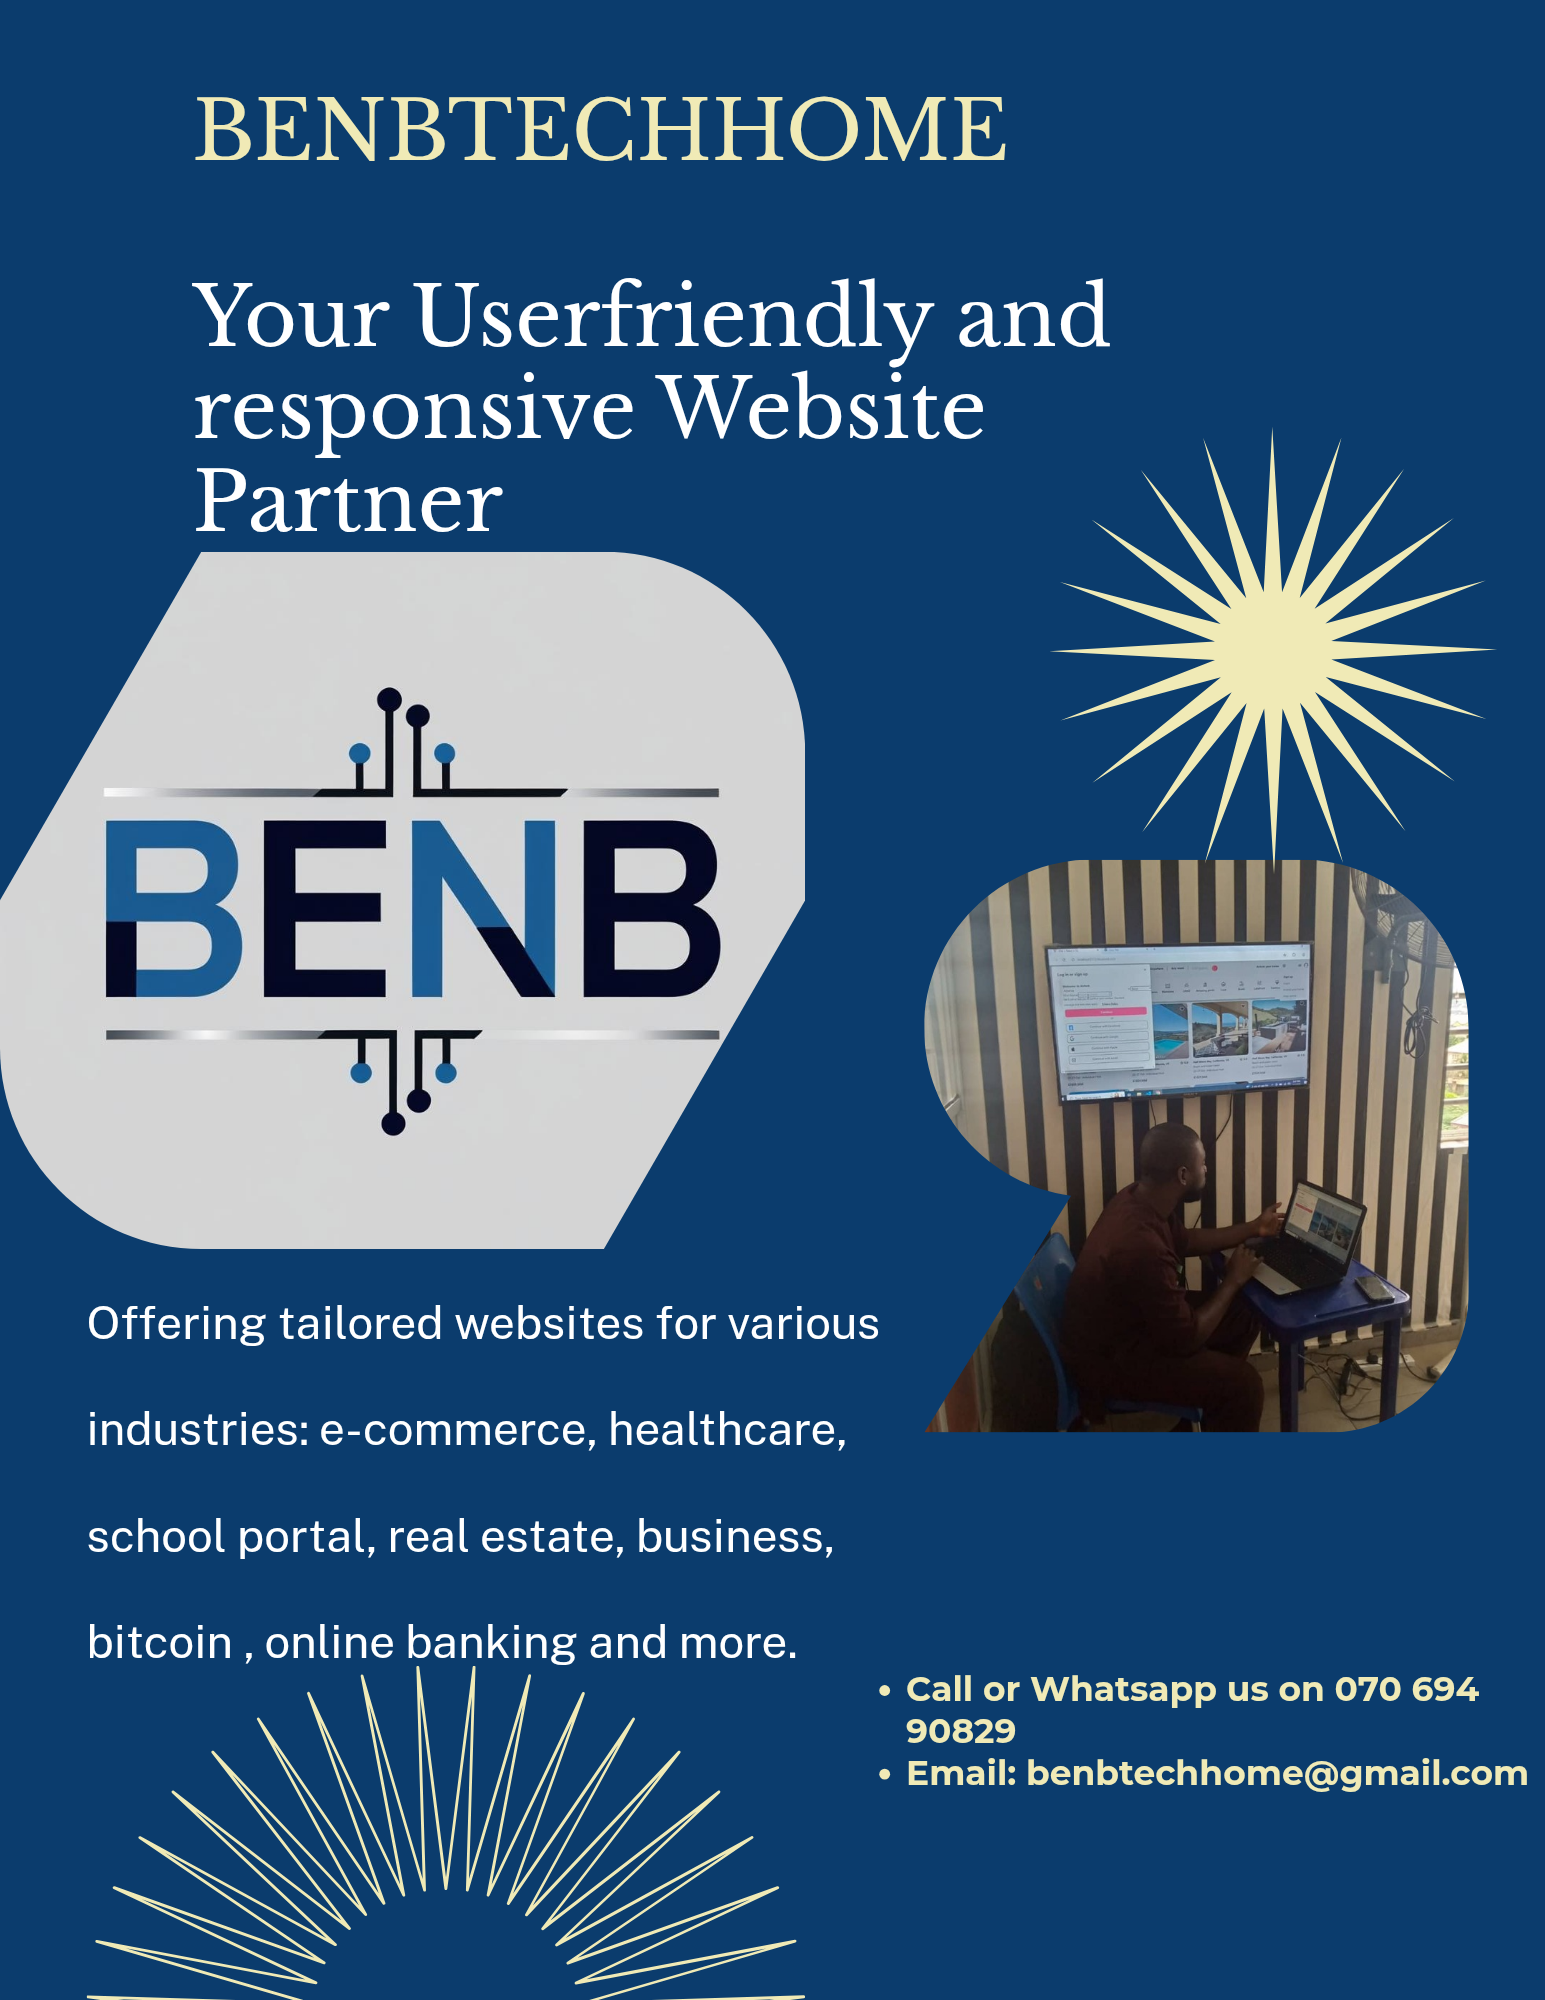 BENBTECHHOME
Your Userfriendly and
responsive Website
Partner
BENB
Offering tailored websites for various
industries: e-commerce, healthcare,
school portal, real estate, business,
bitcoin , online banking and more.
• Call or Whatsapp us on 070 694
90829
• Email: benbtechhome@gmail.com